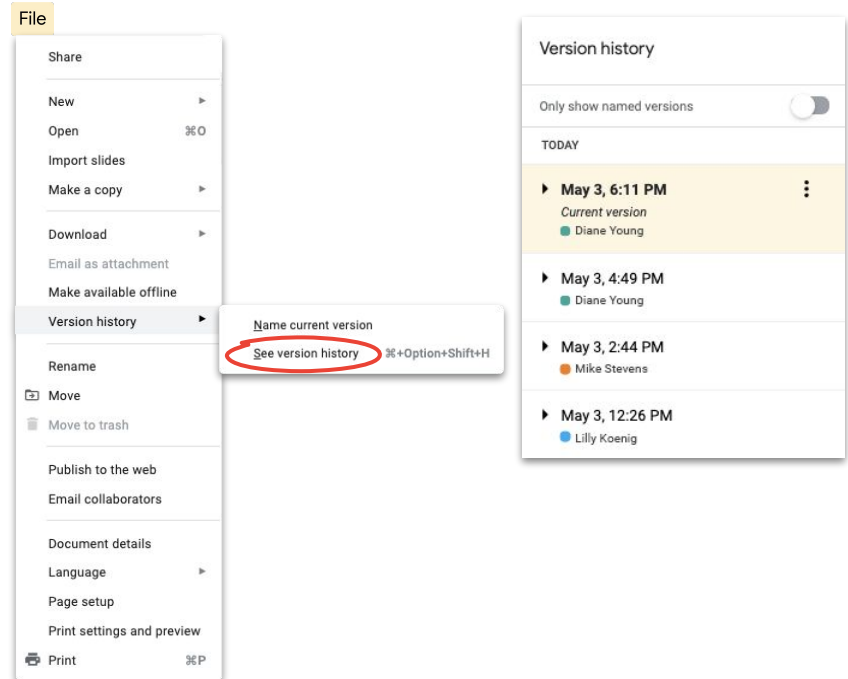 File
Share
New
Open ⌘O
Import slides
Make a copy
Download
Email as attachment
Make available offline
Version history
Rename
Move
Move to trash
Publish to the web
Email collaborators
Document details
Language
Page setup
Print settings and preview
Print ⌘P
Name current version
See version history ⌘+Option+Shift+H
Version history
Only show named versions
TODAY
May 3, 6:11 PM
Current version
Diane Young
May 3, 4:49 PM
Diane Young
May 3, 2:44 PM
Mike Stevens
May 3, 12:26 PM
Lilly Koenig